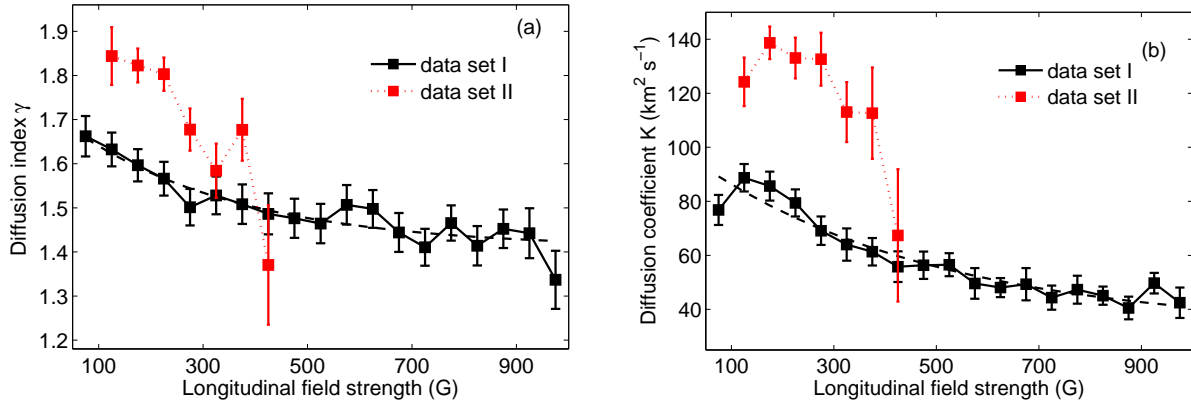 (a)
data set I
data set II
Diffusion index γ
1.9
1.8
1.7
1.6
1.5
1.4
1.3
1.2
100 300 500 700 900
Longitudinal field strength (G)
(b)
data set I
data set II
Diffusion coefficient K (km² s⁻¹)
140
120
100
80
60
40
100 300 500 700 900
Longitudinal field strength (G)